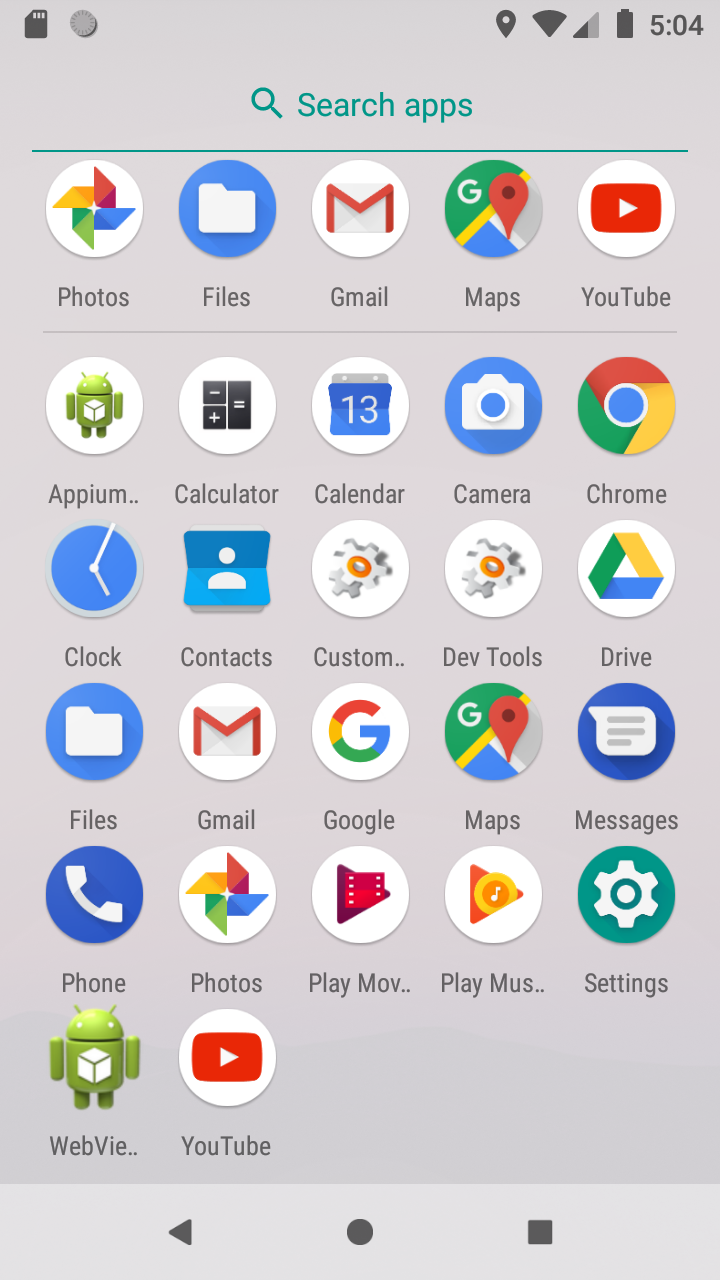 5:04
Search apps
Photos Files Gmail Maps YouTube
Appium.. Calculator Calendar Camera Chrome
13
Clock Contacts Custom.. Dev Tools Drive
Files Gmail Google Maps Messages
Phone Photos Play Mov.. Play Mus.. Settings
WebVie.. YouTube